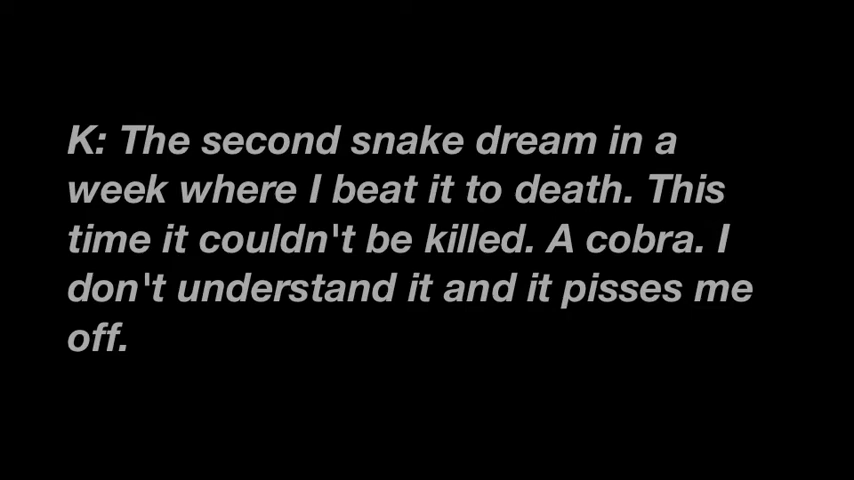 K: The second snake dream in a
week where I beat it to death. This
time it couldn't be killed. A cobra. I
don't understand it and it pisses me
off.